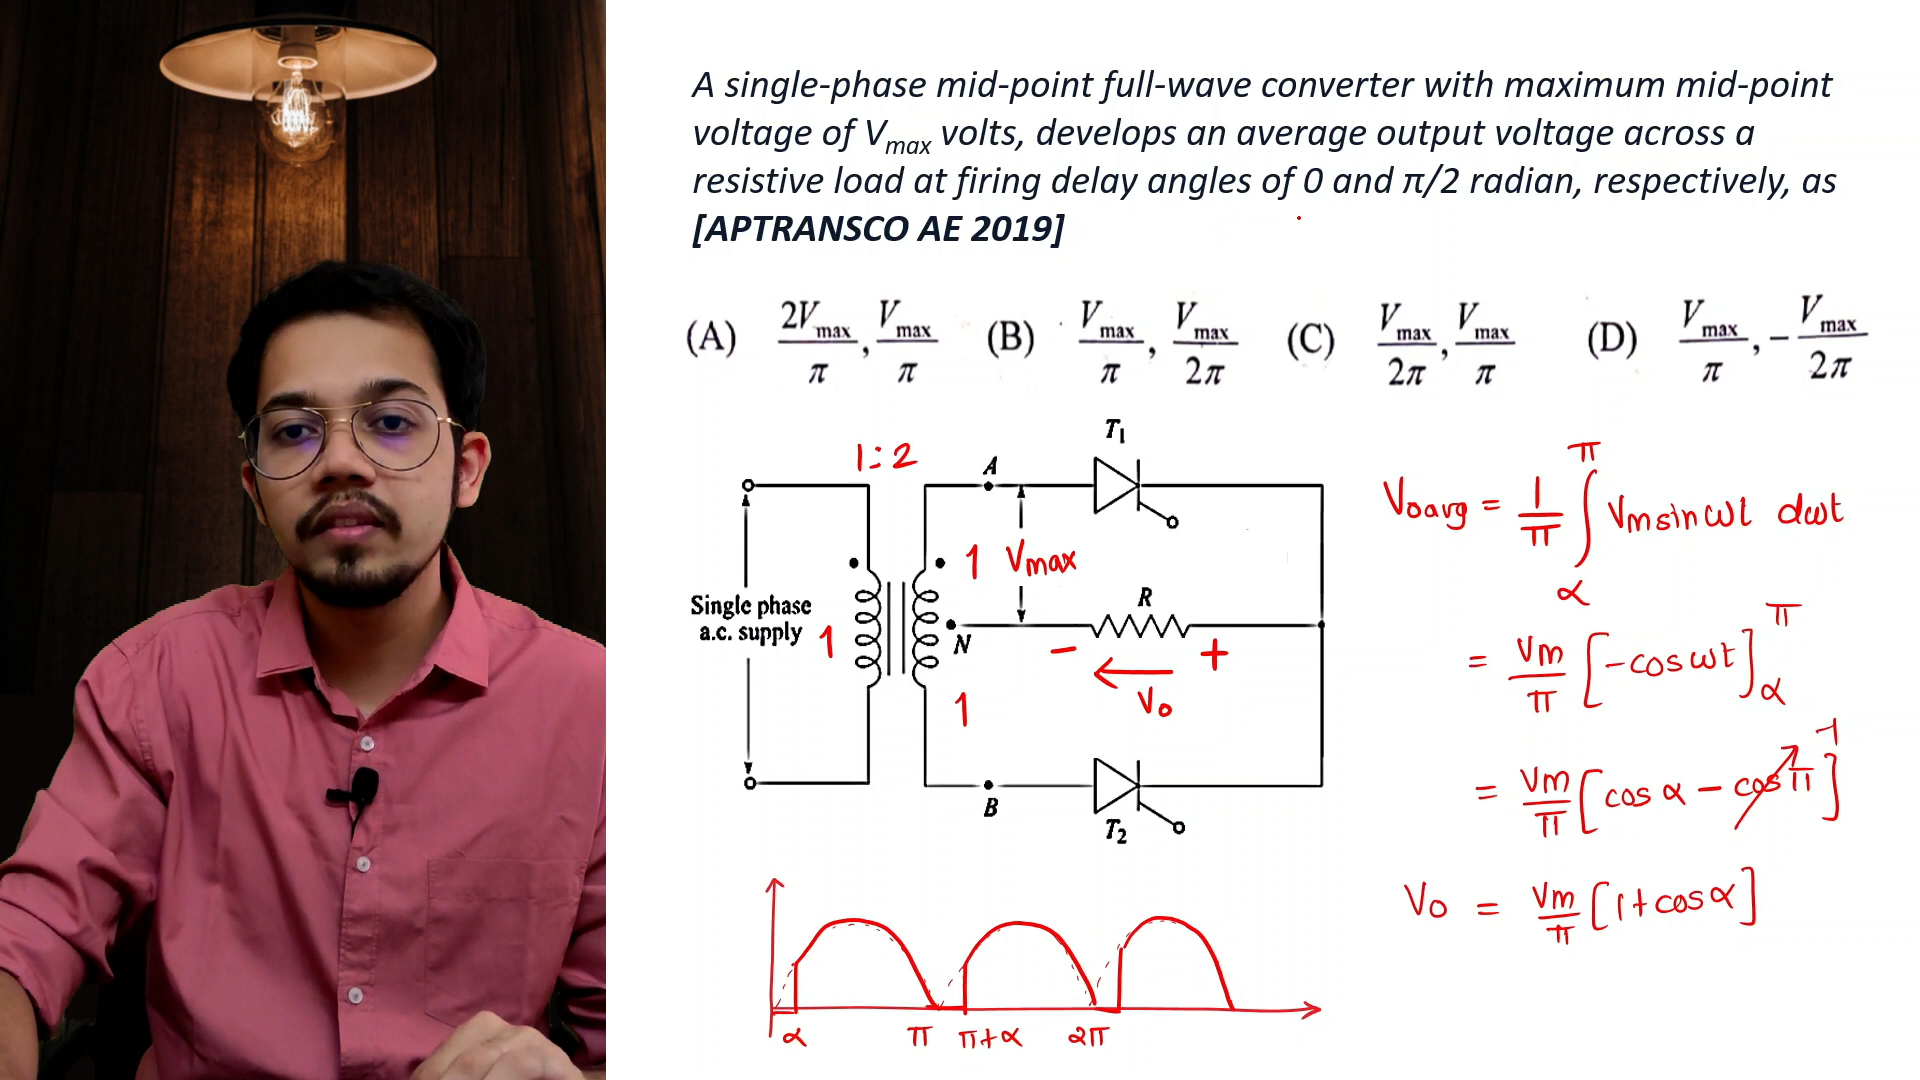 A single-phase mid-point full-wave converter with maximum mid-point
voltage of Vmax volts, develops an average output voltage across a
resistive load at firing delay angles of 0 and π/2 radian, respectively, as
[APTRANSCO AE 2019]
(A) 2Vmax/π, Vmax/π (B) Vmax/π, Vmax/2π (C) Vmax/2π, Vmax/π (D) Vmax/π, -Vmax/2π
T1
1:2
A
1 Vmax
Single phase
a.c. supply
1
N
R
- +
Vo
1
B
T2
α π π+α 2π
Voavg = 1/π ∫α^π Vm sin ωt dωt
= Vm/π [-cos ωt]α^π
= Vm/π [cos α - cos π] -1
Vo = Vm/π [1+cos α]